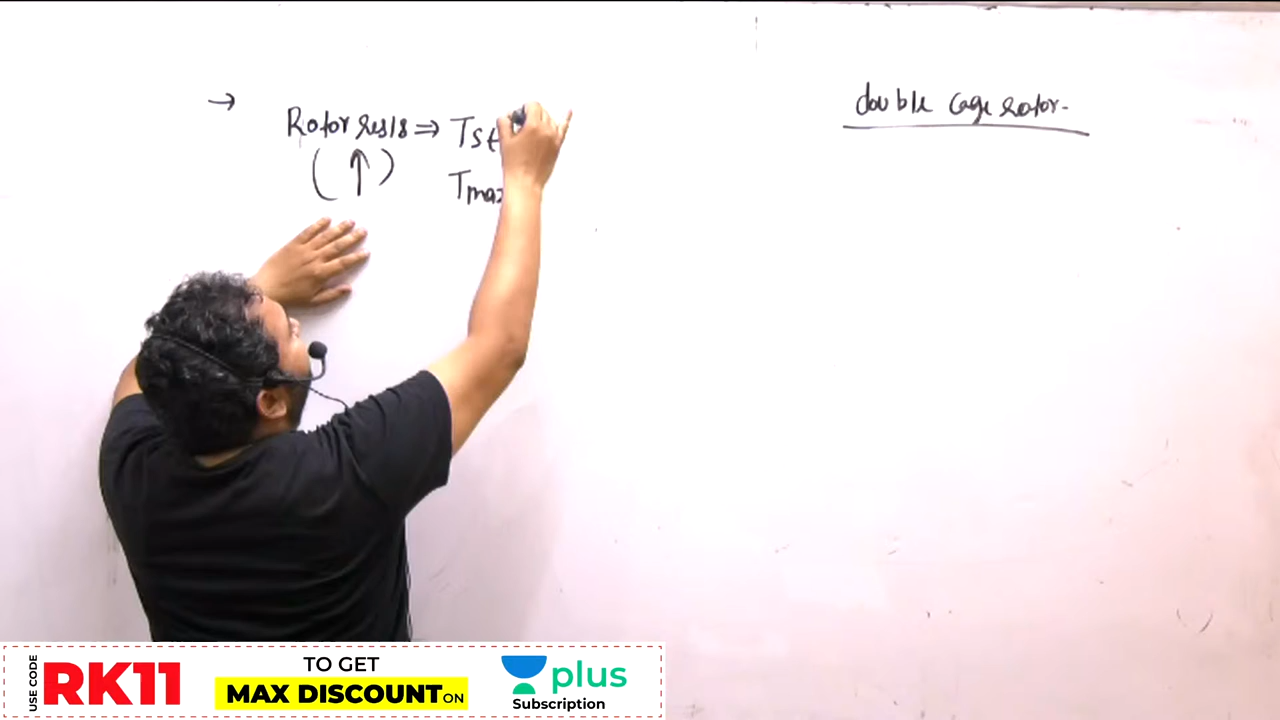 → Rotor resis ⇒ Tst
(↑) Tmax
double cage rotor-
USE CODE RK11
TO GET
MAX DISCOUNT ON
plus
Subscription